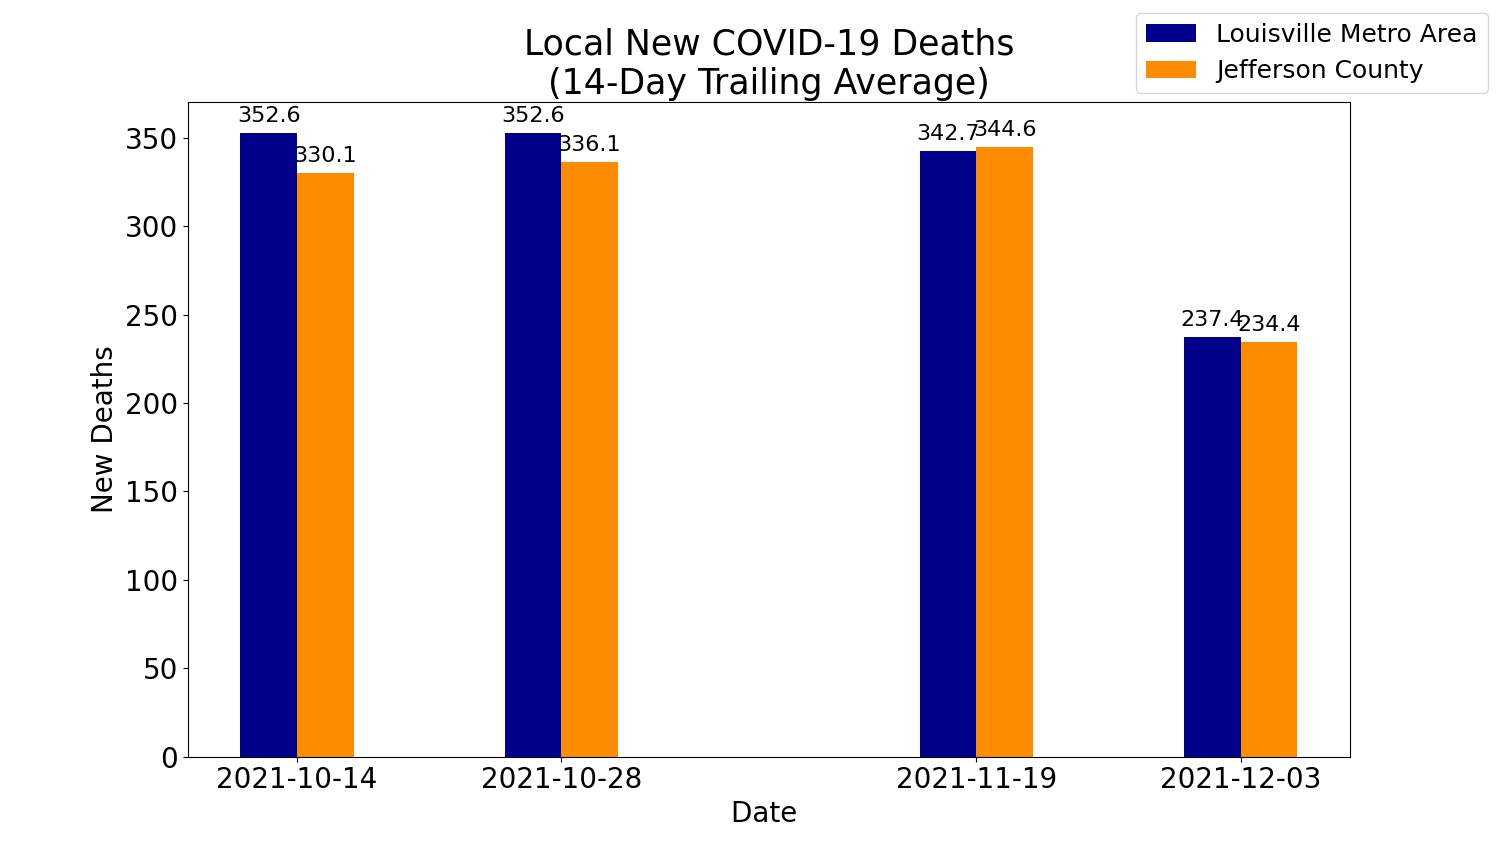 Local New COVID-19 Deaths
(14-Day Trailing Average)
Louisville Metro Area
Jefferson County
352.6
330.1
352.6
336.1
342.7
344.6
237.4
234.4
350
300
250
200
150
100
50
0
New Deaths
2021-10-14 2021-10-28 2021-11-19 2021-12-03
Date